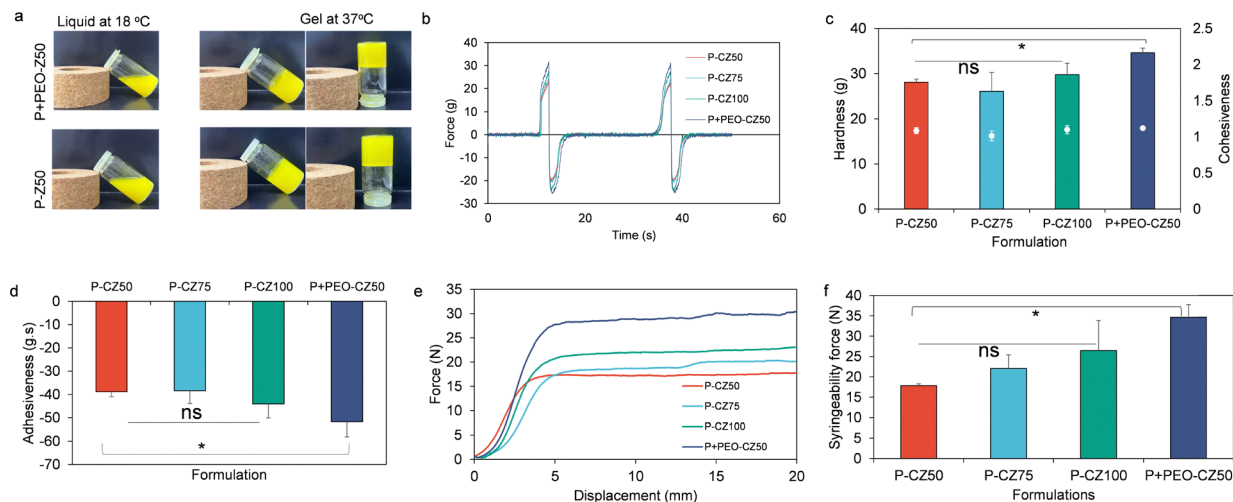 a
Liquid at 18 ºC
Gel at 37ºC
P+PEO-Z50
P-Z50
b
Force (g)
40
30
20
10
0
-10
-20
-30
0
20
40
60
Time (s)
P-CZ50
P-CZ75
P-CZ100
P+PEO-CZ50
c
Hardness (g)
40
30
20
10
0
2.5
2
1.5
1
0.5
0
Cohesiveness
*
ns
P-CZ50
P-CZ75
P-CZ100
P+PEO-CZ50
Formulation
d
P-CZ50
P-CZ75
P-CZ100
P+PEO-CZ50
Adhesiveness (g.s)
0
-10
-20
-30
-40
-50
-60
-70
ns
*
Formulation
e
Force (N)
35
30
25
20
15
10
5
0
0
5
10
15
20
Displacement (mm)
P-CZ50
P-CZ75
P-CZ100
P+PEO-CZ50
f
Syringeability force (N)
40
35
30
25
20
15
10
5
0
*
ns
P-CZ50
P-CZ75
P-CZ100
P+PEO-CZ50
Formulations